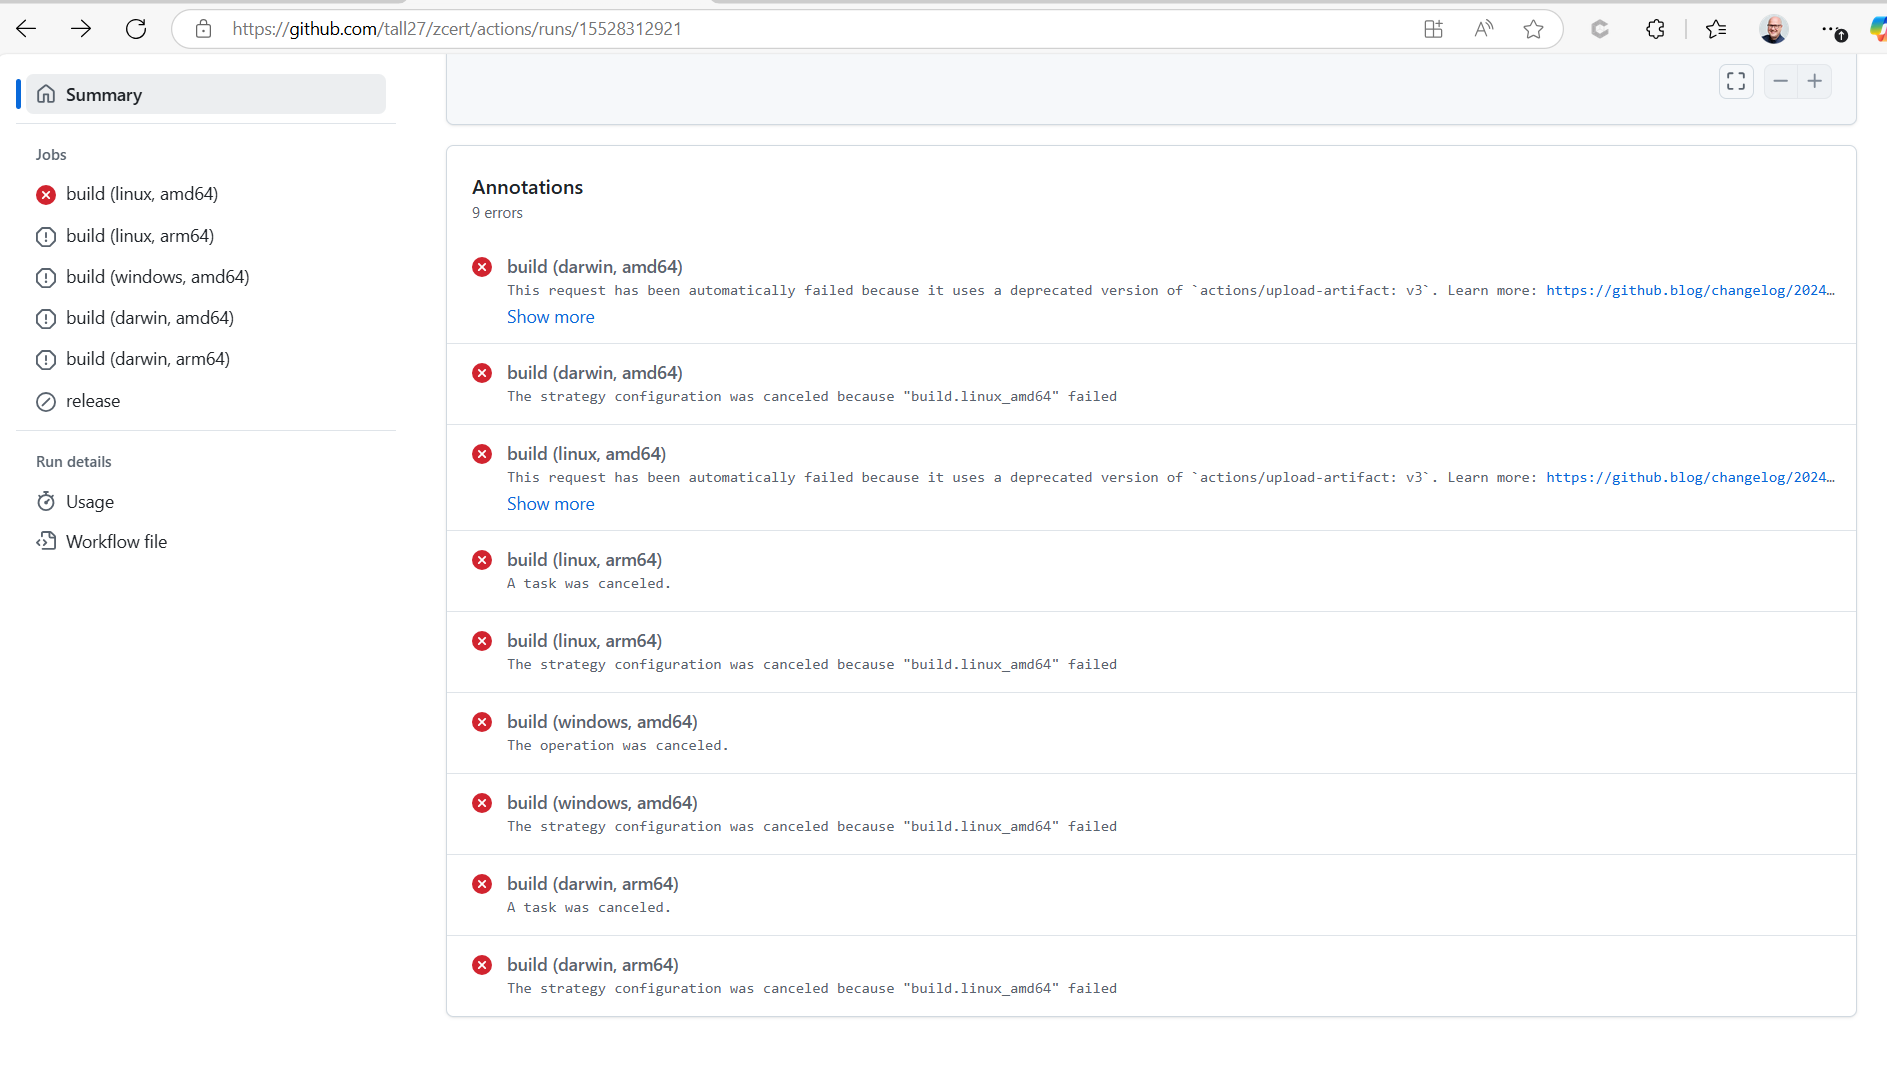 https://github.com/tall27/zcert/actions/runs/15528312921
Summary
Jobs
build (linux, amd64)
build (linux, arm64)
build (windows, amd64)
build (darwin, amd64)
build (darwin, arm64)
release
Run details
Usage
Workflow file
Annotations
9 errors
build (darwin, amd64)
This request has been automatically failed because it uses a deprecated version of `actions/upload-artifact: v3`. Learn more: https://github.blog/changelog/2024…
Show more
build (darwin, amd64)
The strategy configuration was canceled because "build.linux_amd64" failed
build (linux, amd64)
This request has been automatically failed because it uses a deprecated version of `actions/upload-artifact: v3`. Learn more: https://github.blog/changelog/2024…
Show more
build (linux, arm64)
A task was canceled.
build (linux, arm64)
The strategy configuration was canceled because "build.linux_amd64" failed
build (windows, amd64)
The operation was canceled.
build (windows, amd64)
The strategy configuration was canceled because "build.linux_amd64" failed
build (darwin, arm64)
A task was canceled.
build (darwin, arm64)
The strategy configuration was canceled because "build.linux_amd64" failed